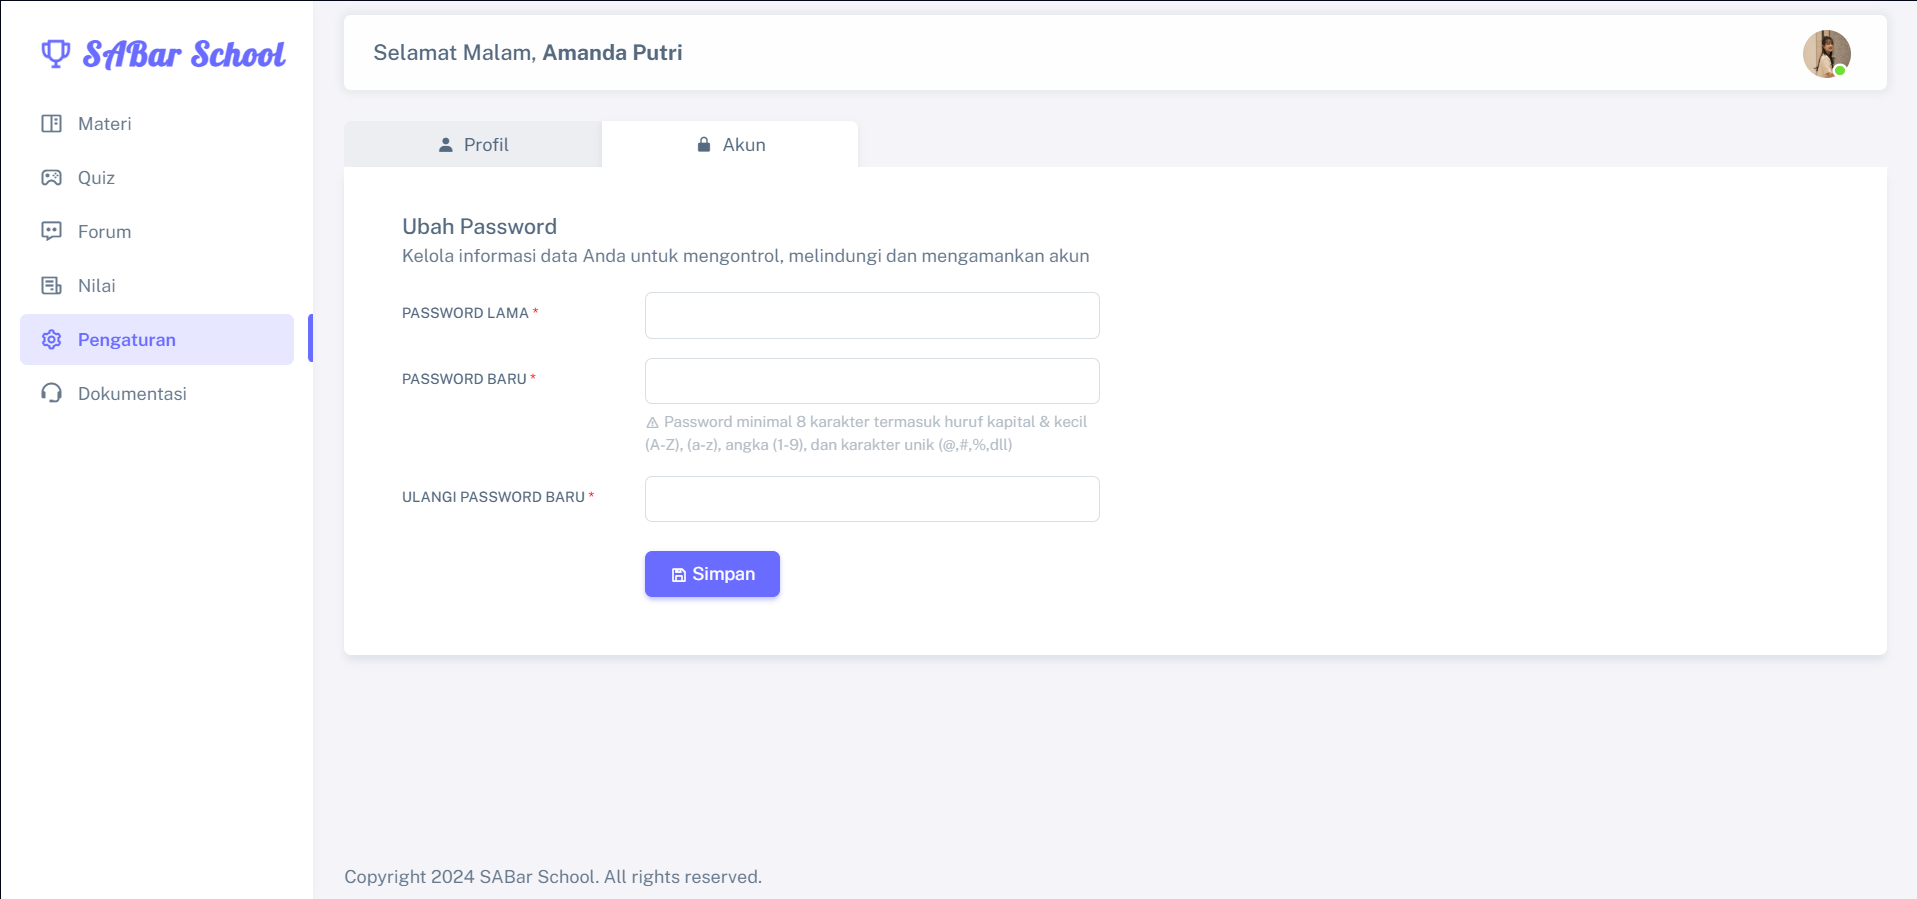 SABar School
Materi
Quiz
Forum
Nilai
Pengaturan
Dokumentasi
Selamat Malam, Amanda Putri
Profil
Akun
Ubah Password
Kelola informasi data Anda untuk mengontrol, melindungi dan mengamankan akun
PASSWORD LAMA *
PASSWORD BARU *
Password minimal 8 karakter termasuk huruf kapital & kecil
(A-Z), (a-z), angka (1-9), dan karakter unik (@,#,%,dll)
ULANGI PASSWORD BARU *
Simpan
Copyright 2024 SABar School. All rights reserved.